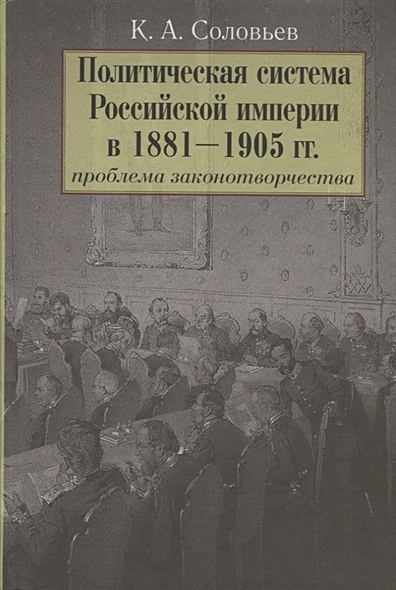 К. А. Соловьев
Политическая система
Российской империи
в 1881—1905 гг.
проблема законотворчества